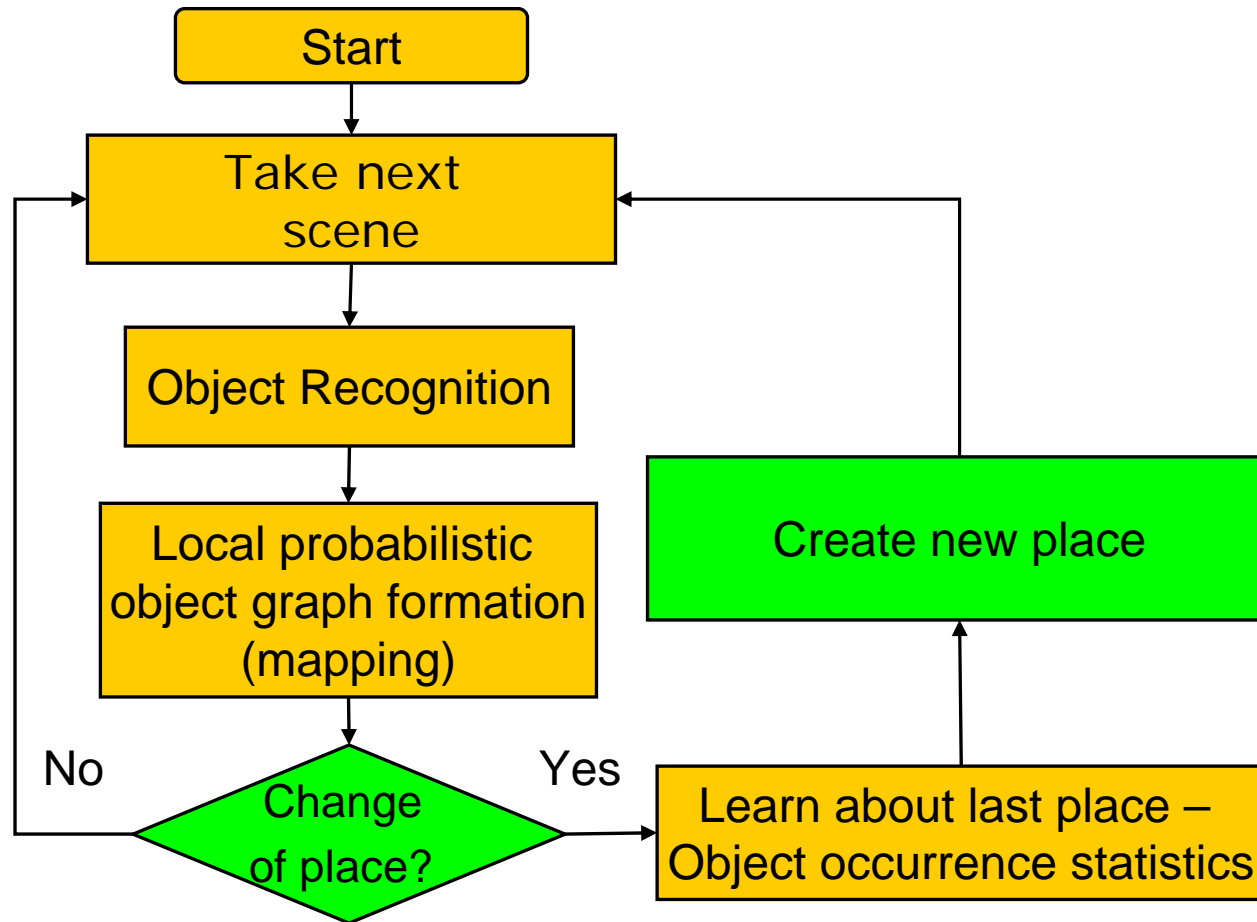 Start
Take next
scene
Object Recognition
Local probabilistic
object graph formation
(mapping)
Create new place
No
Yes
Change
of place?
Learn about last place –
Object occurrence statistics